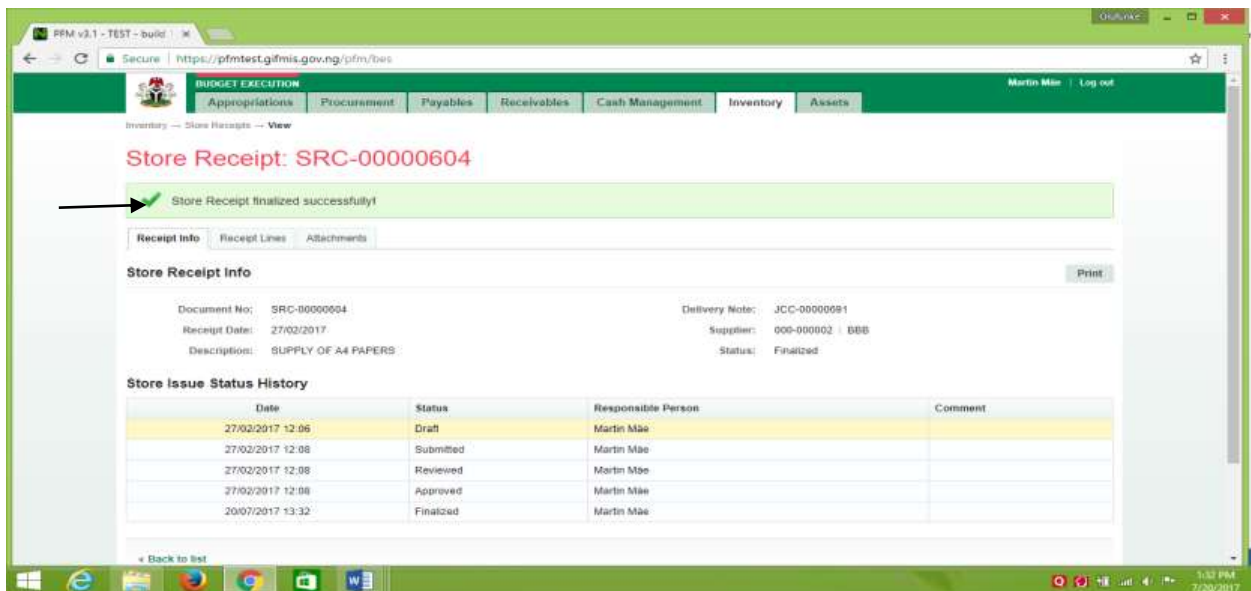 Olufunke
PFM v3.1 - TEST - build
Secure https://pfmtest.gifmis.gov.ng/pfm/bes
BUDGET EXECUTION
Martin Mäe | Log out
Appropriations Procurement Payables Receivables Cash Management Inventory Assets
Inventory — Store Receipts — View
Store Receipt: SRC-00000604
Store Receipt finalized successfully!
Receipt Info Receipt Lines Attachments
Store Receipt Info Print
Document No: SRC-00000604 Delivery Note: JCC-00000691
Receipt Date: 27/02/2017 Supplier: 000-000002 | BBB
Description: SUPPLY OF A4 PAPERS Status: Finalized
Store Issue Status History
Date Status Responsible Person Comment
27/02/2017 12:06 Draft Martin Mäe
27/02/2017 12:08 Submitted Martin Mäe
27/02/2017 12:08 Reviewed Martin Mäe
27/02/2017 12:08 Approved Martin Mäe
20/07/2017 13:32 Finalized Martin Mäe
« Back to list
1:32 PM
7/20/2017